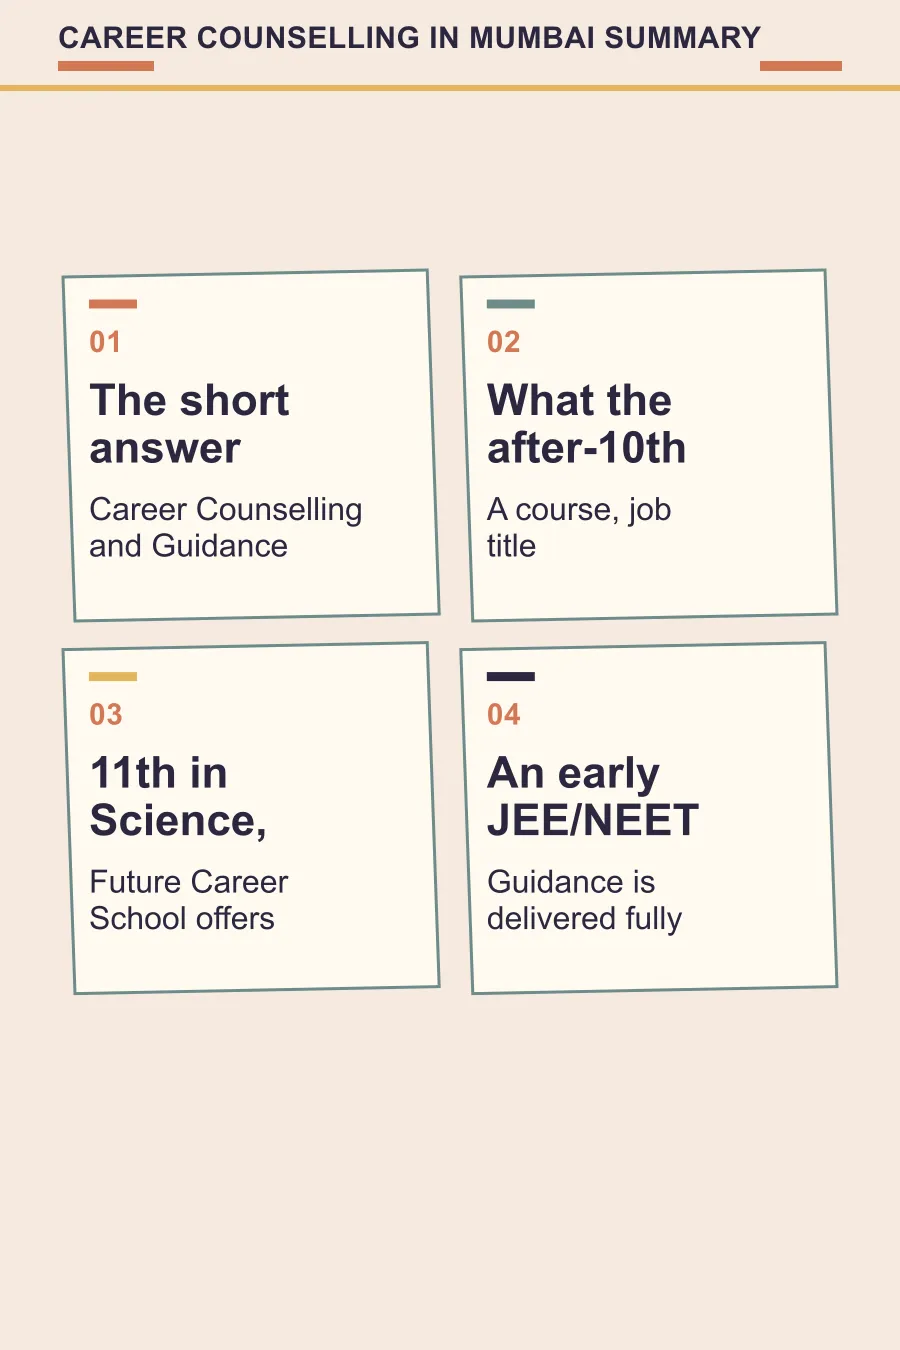 CAREER COUNSELLING IN MUMBAI SUMMARY
01
The short
answer
Career Counselling
and Guidance
02
What the
after-10th
A course, job
title
03
11th in
Science,
Future Career
School offers
04
An early
JEE/NEET
Guidance is
delivered fully